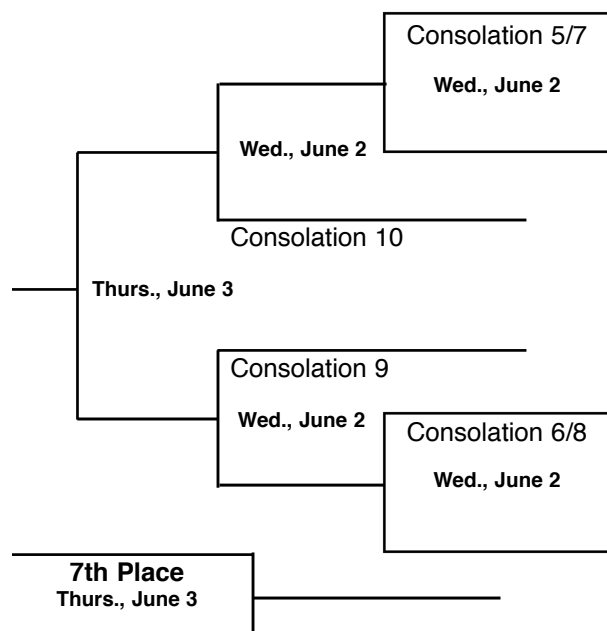 Consolation 5/7
Wed., June 2
Wed., June 2
Consolation 10
Thurs., June 3
Consolation 9
Wed., June 2
Consolation 6/8
Wed., June 2
7th Place
Thurs., June 3